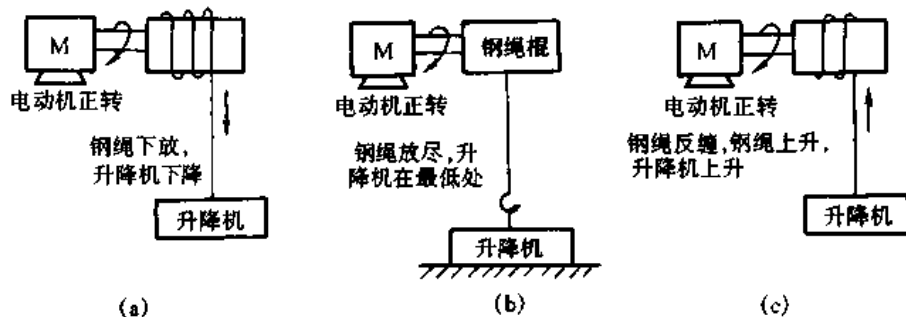 M
电动机正转
钢绳下放,
升降机下降
升降机
(a)
M
钢绳棍
电动机正转
钢绳放尽,升
降机在最低处
升降机
(b)
M
电动机正转
钢绳反缠,钢绳上升,
升降机上升
升降机
(c)